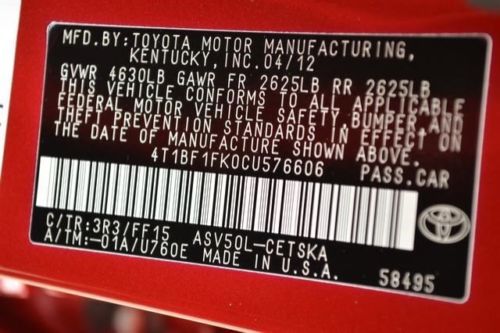 MFD.BY:TOYOTA MOTOR MANUFACTURING,
KENTUCKY, INC.04/12
GVWR 4630LB GAWR FR 2625LB RR 2625LB
THIS VEHICLE CONFORMS TO ALL APPLICABLE
FEDERAL MOTOR VEHICLE SAFETY, BUMPER AND
THEFT PREVENTION STANDARDS IN EFFECT ON
THE DATE OF MANUFACTURE SHOWN ABOVE.
4T1BF1FK0CU576606 PASS.CAR
C/TR:3R3/FF15 ASV50L-CETSKA
A/TM:-01A/U760E MADE IN U.S.A.
58495